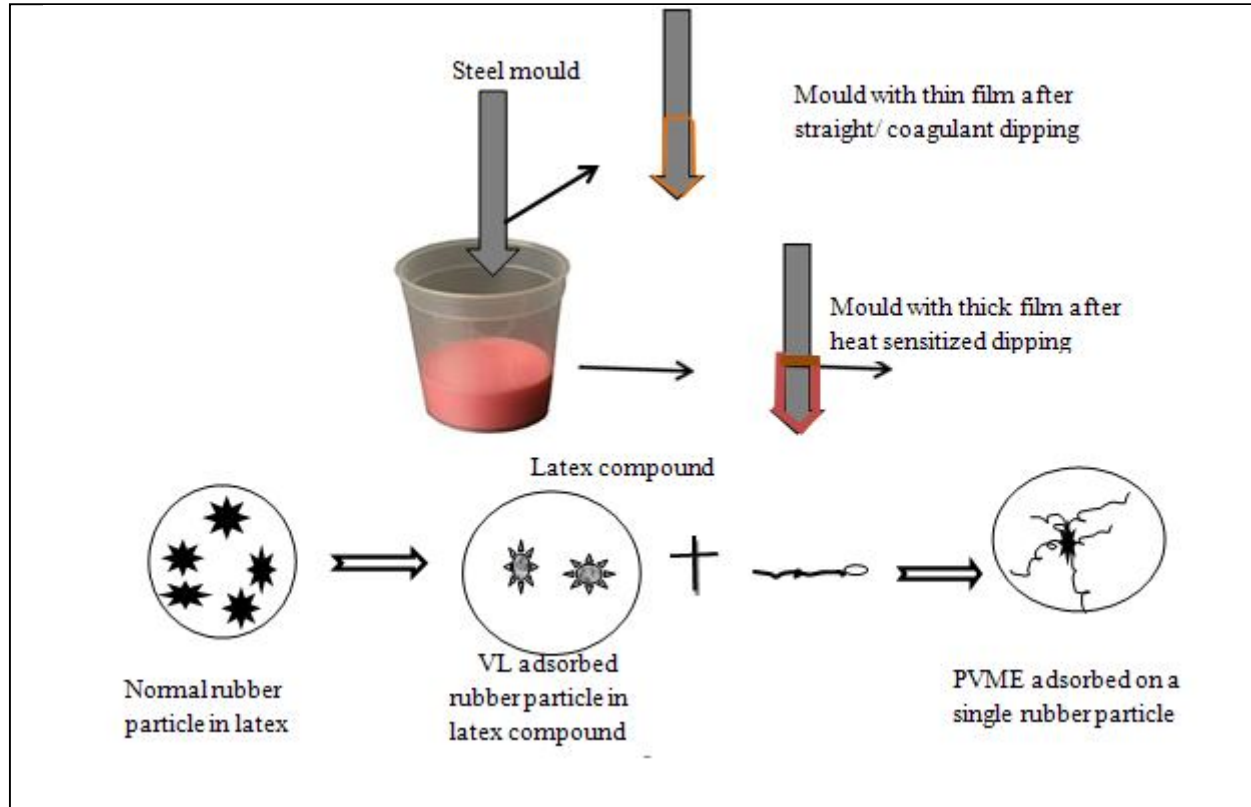 Steel mould
Mould with thin film after
straight/ coagulant dipping
Mould with thick film after
heat sensitized dipping
Latex compound
Normal rubber
particle in latex
VL adsorbed
rubber particle in
latex compound
PVME adsorbed on a
single rubber particle